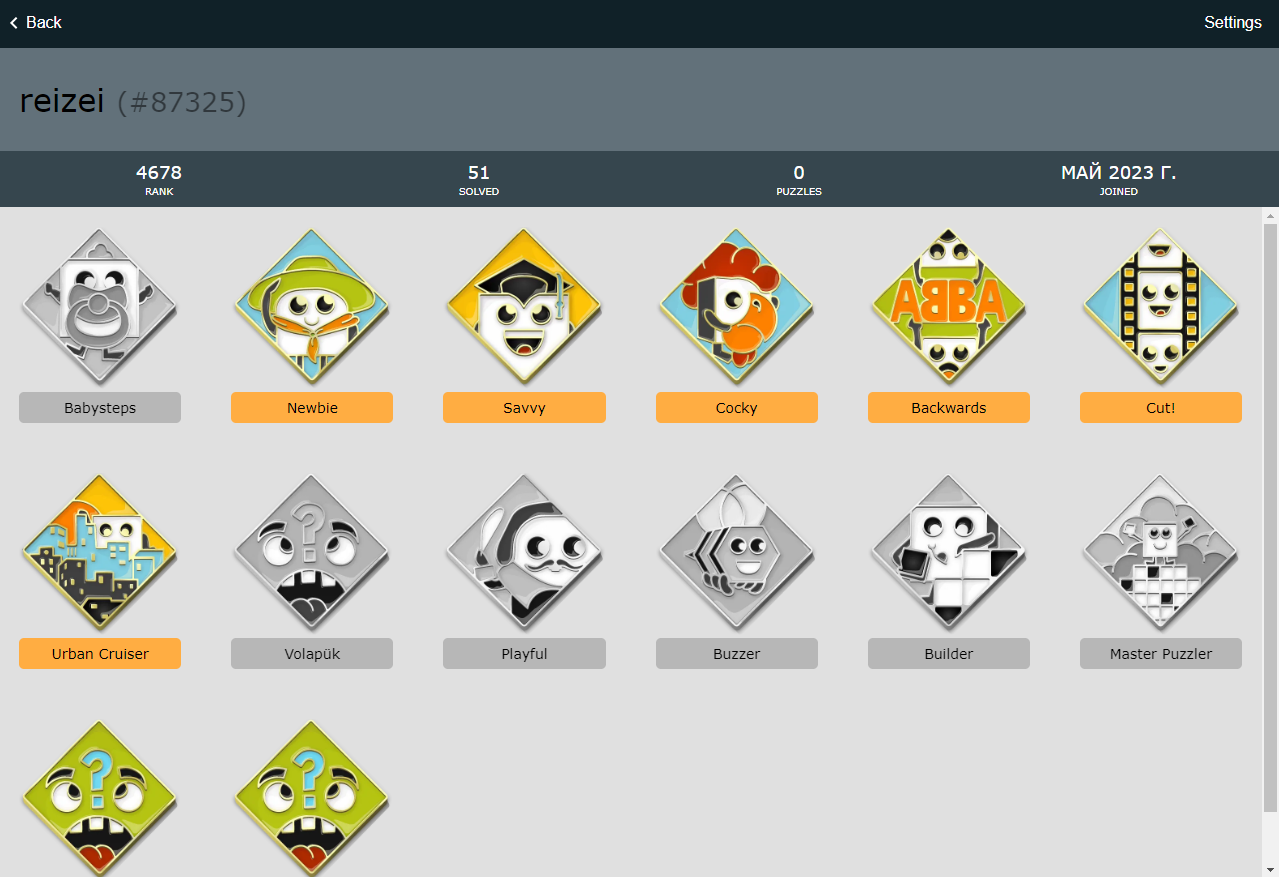 Back
Settings
reizei (#87325)
4678
RANK
51
SOLVED
0
PUZZLES
МАЙ 2023 Г.
JOINED
ABBA
Babysteps
Newbie
Savvy
Cocky
Backwards
Cut!
?
Urban Cruiser
Volapük
Playful
Buzzer
Builder
Master Puzzler
?
?